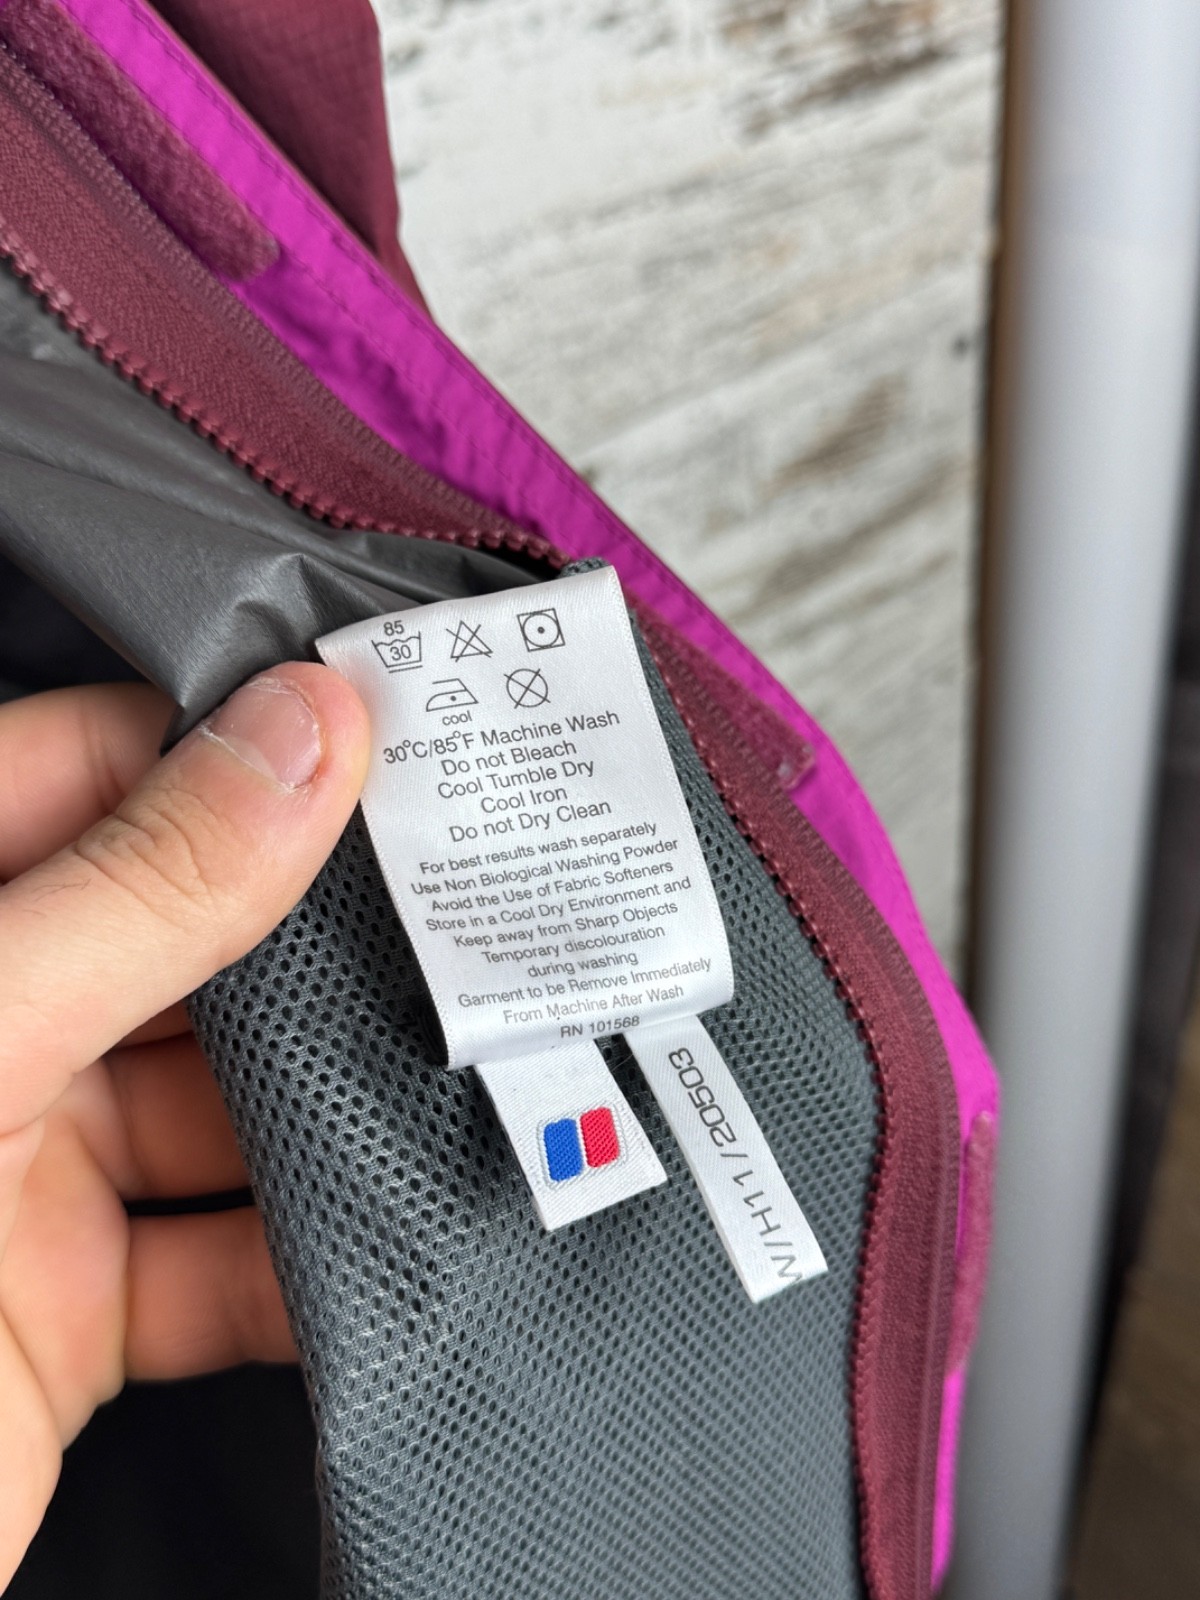 85
30
cool
30°C/85°F Machine Wash
Do not Bleach
Cool Tumble Dry
Cool Iron
Do not Dry Clean
For best results wash separately
Use Non Biological Washing Powder
Avoid the Use of Fabric Softeners
Store in a Cool Dry Environment and
Keep away from Sharp Objects
Temporary discolouration
during washing
Garment to be Remove Immediately
From Machine After Wash
RN 101568
W/H11/20503